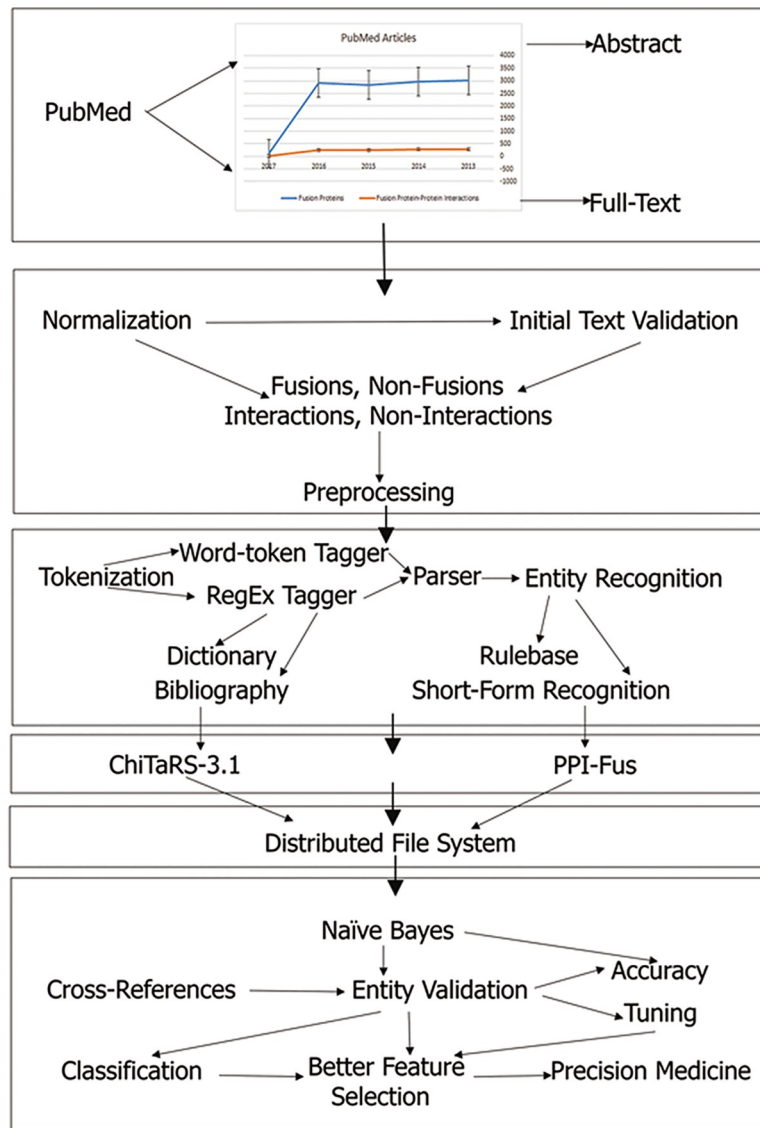 PubMed Articles
4000
3500
3000
2500
2000
1500
1000
500
0
-500
-1000
2017 2016 2015 2014 2013
Fusion Proteins Fusion Protein-Protein Interactions
PubMed
Abstract
Full-Text
Normalization Initial Text Validation
Fusions, Non-Fusions
Interactions, Non-Interactions
Preprocessing
Word-token Tagger
Tokenization Parser Entity Recognition
RegEx Tagger
Dictionary Rulebase
Bibliography Short-Form Recognition
ChiTaRS-3.1 PPI-Fus
Distributed File System
Naïve Bayes
Accuracy
Cross-References Entity Validation
Tuning
Classification Better Feature Precision Medicine
Selection